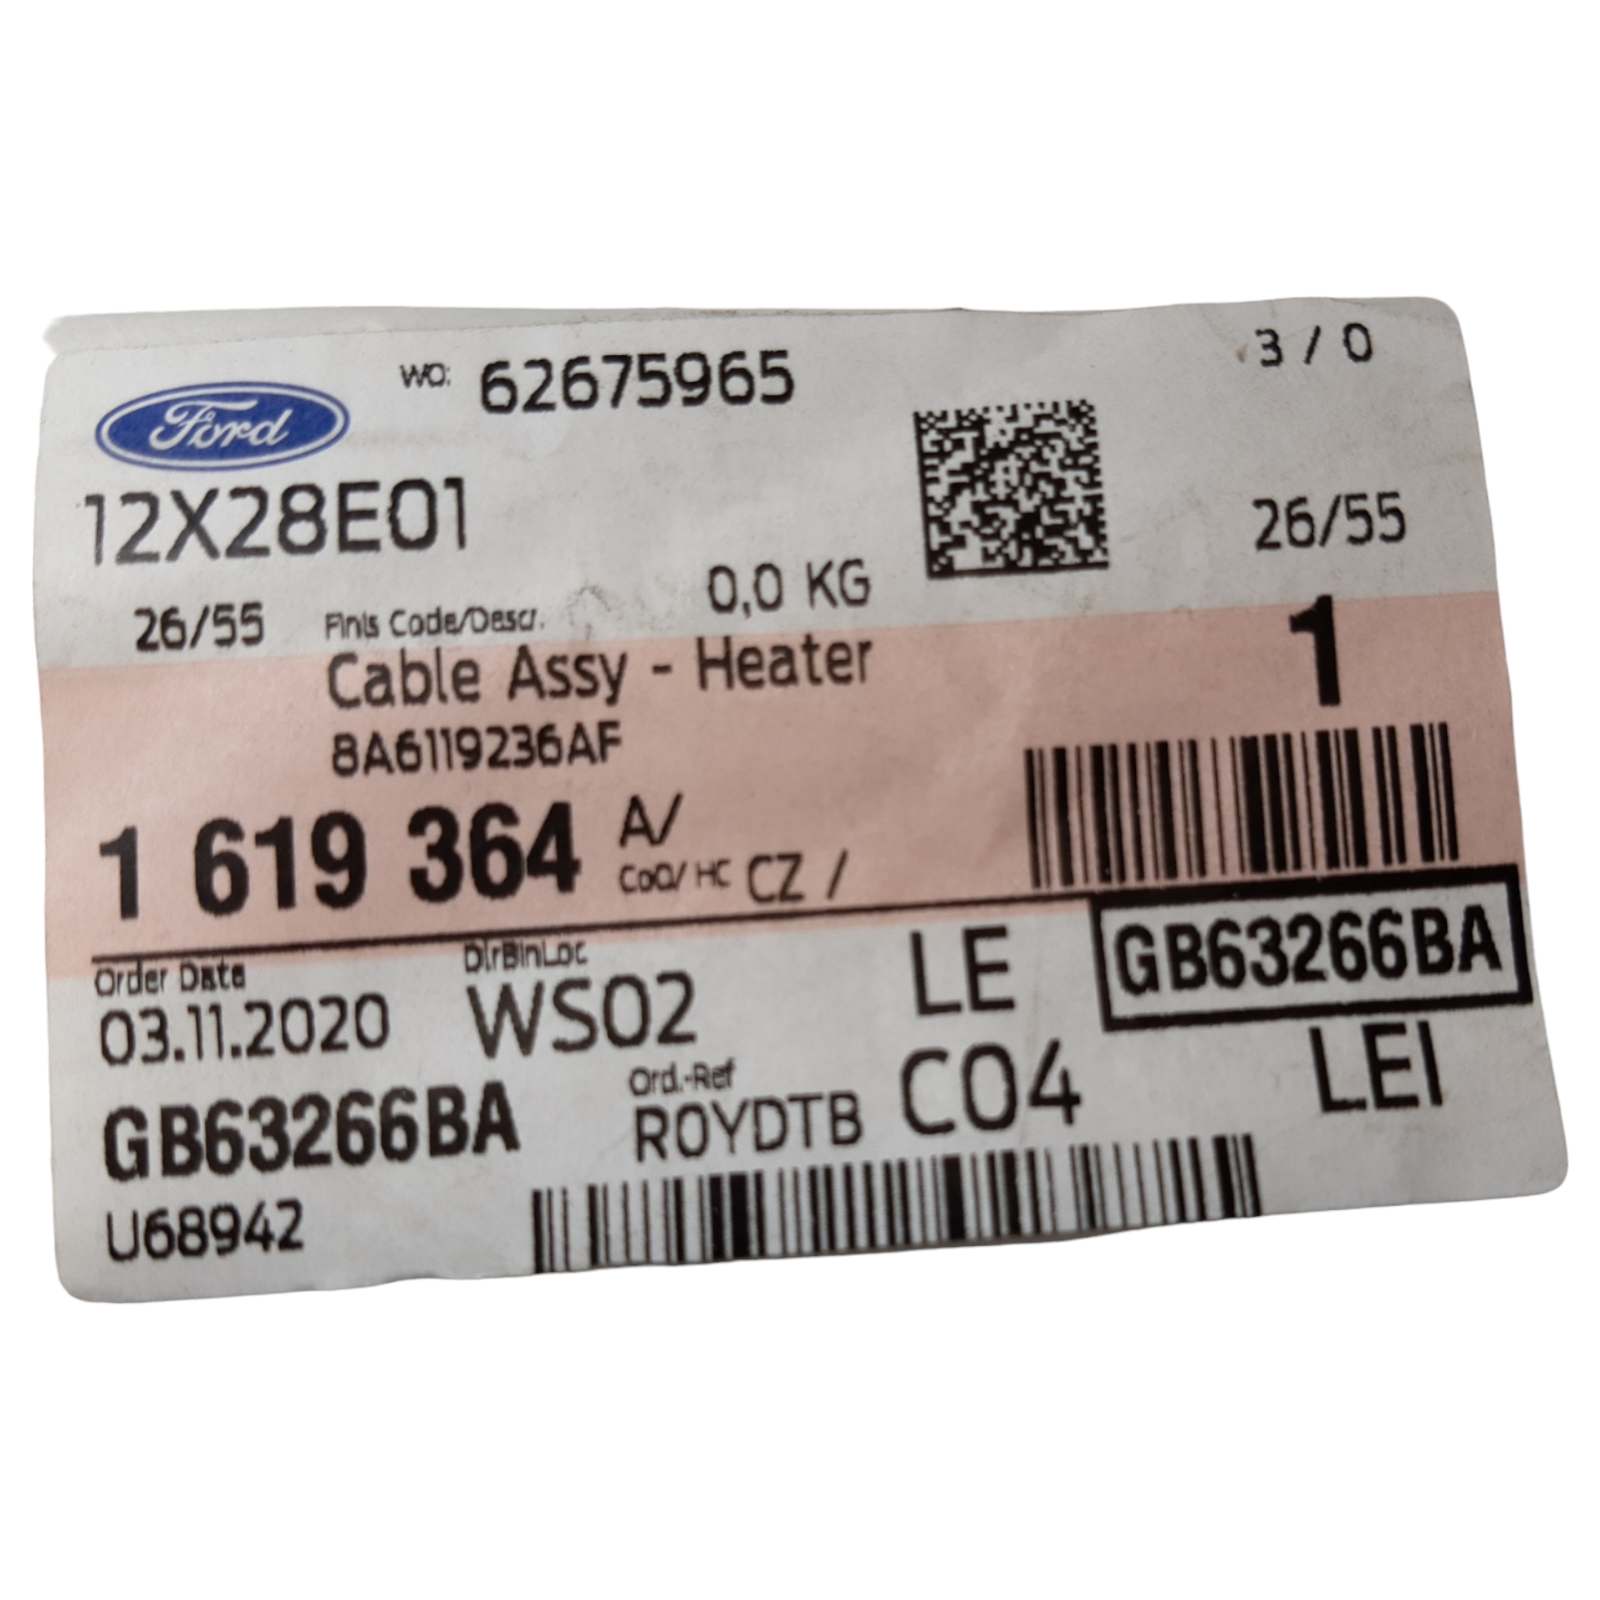 Ford
WO: 62675965
3 / 0
12X28E01
26/55
0,0 KG
26/55
Finis Code/Descr.
1
Cable Assy - Heater
8A6119236AF
1 619 364 A/
CoO/ HC CZ /
Order Date
DlrBinLoc
LE
GB63266BA
03.11.2020
WS02
LEI
Ord.-Ref
C04
GB63266BA
ROYDTB
U68942